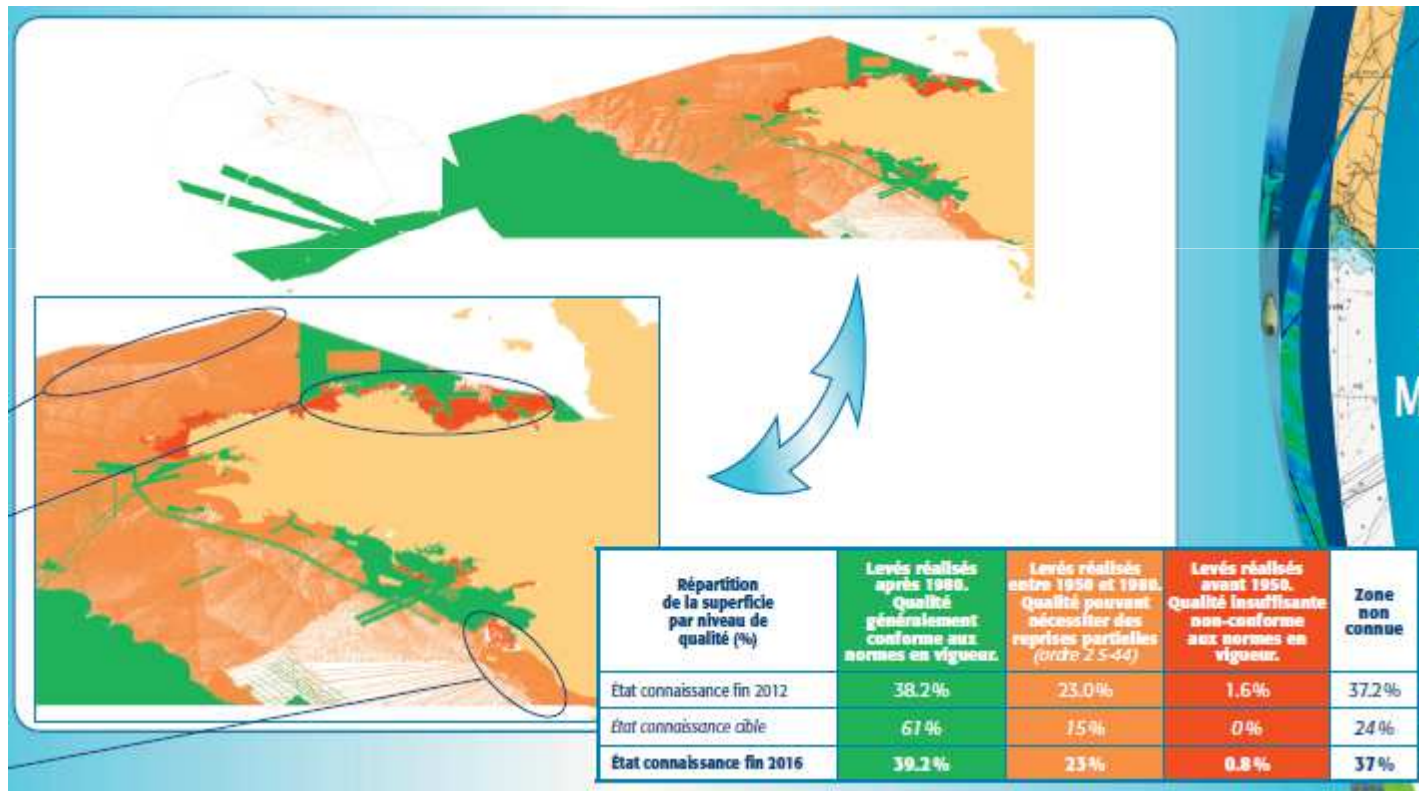 M
Répartition
de la superficie
par niveau de
qualité (%)
Levés réalisés
après 1980.
Qualité
généralement
conforme aux
normes en vigueur.
Levés réalisés
entre 1950 et 1980.
Qualité pouvant
nécessiter des
reprises partielles
(ordre 2 S-44)
Levés réalisés
avant 1950.
Qualité insuffisante
non-conforme
aux normes en
vigueur.
Zone
non
connue
État connaissance fin 2012 38.2% 23.0% 1.6% 37.2%
État connaissance cible 61% 15% 0% 24%
État connaissance fin 2016 39.2% 23% 0.8% 37%